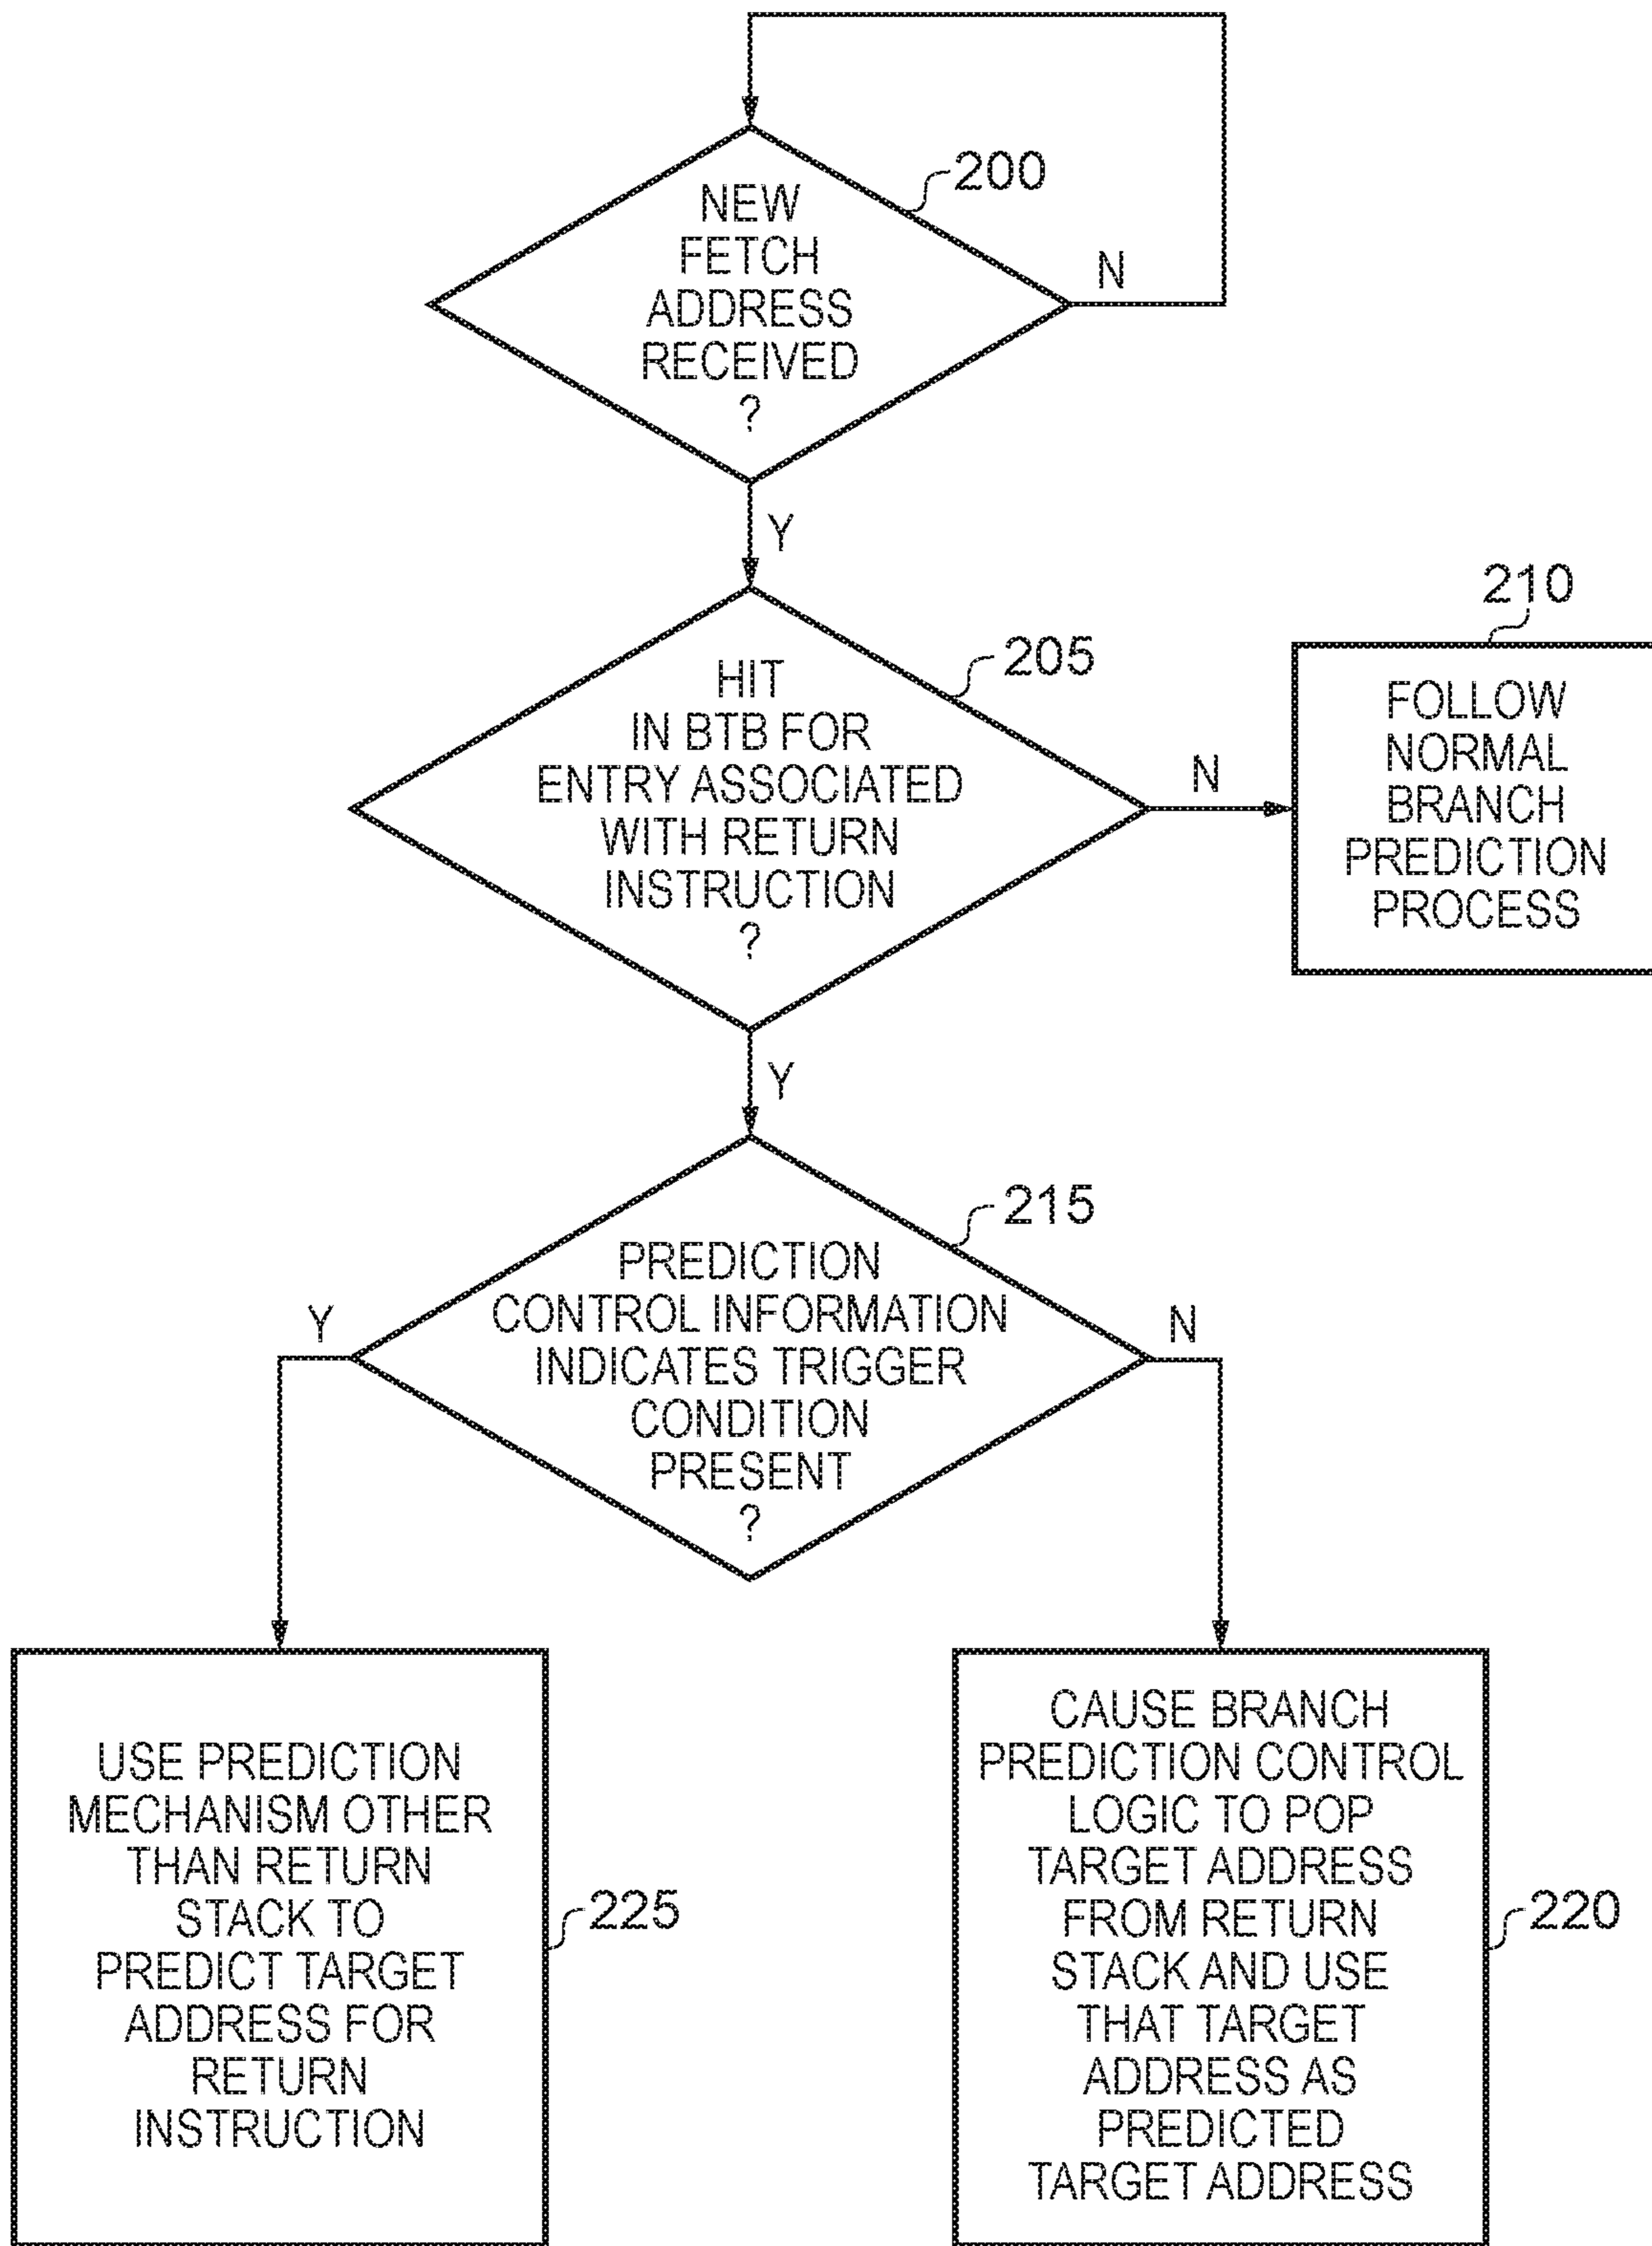 200
NEW
FETCH
ADDRESS
RECEIVED
?
N
Y
205
HIT
IN BTB FOR
ENTRY ASSOCIATED
WITH RETURN
INSTRUCTION
?
N
210
FOLLOW
NORMAL
BRANCH
PREDICTION
PROCESS
Y
215
PREDICTION
CONTROL INFORMATION
INDICATES TRIGGER
CONDITION
PRESENT
?
Y
N
USE PREDICTION
MECHANISM OTHER
THAN RETURN
STACK TO
PREDICT TARGET
ADDRESS FOR
RETURN
INSTRUCTION
225
CAUSE BRANCH
PREDICTION CONTROL
LOGIC TO POP
TARGET ADDRESS
FROM RETURN
STACK AND USE
THAT TARGET
ADDRESS AS
PREDICTED
TARGET ADDRESS
220